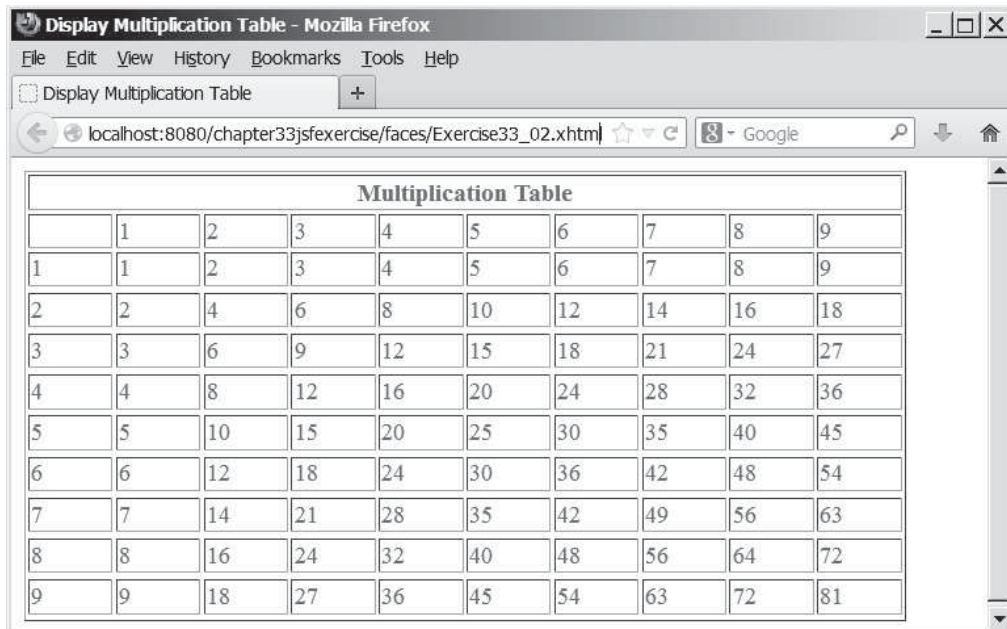 Display Multiplication Table - Mozilla Firefox
File Edit View History Bookmarks Tools Help
Display Multiplication Table +
localhost:8080/chapter33jsfexercise/faces/Exercise33_02.xhtml 8 Google
Multiplication Table
1 2 3 4 5 6 7 8 9
1 1 2 3 4 5 6 7 8 9
2 2 4 6 8 10 12 14 16 18
3 3 6 9 12 15 18 21 24 27
4 4 8 12 16 20 24 28 32 36
5 5 10 15 20 25 30 35 40 45
6 6 12 18 24 30 36 42 48 54
7 7 14 21 28 35 42 49 56 63
8 8 16 24 32 40 48 56 64 72
9 9 18 27 36 45 54 63 72 81